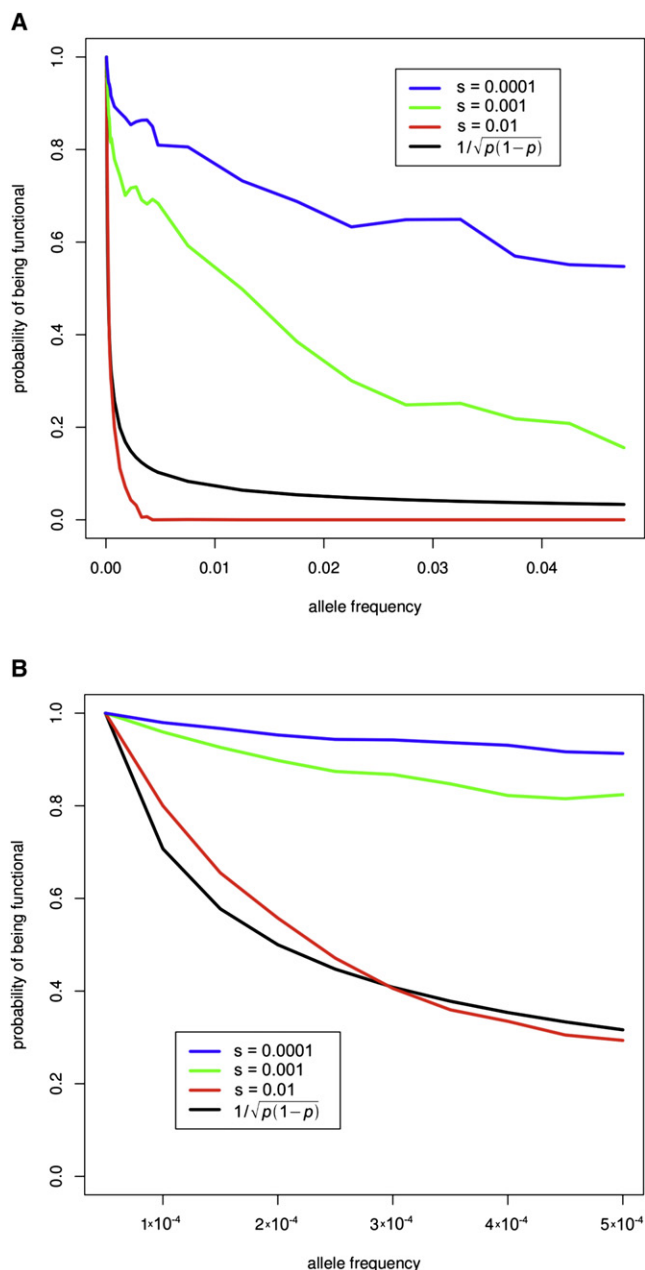 A
probability of being functional
1.0
0.8
0.6
0.4
0.2
0.0
s = 0.0001
s = 0.001
s = 0.01
1/√p(1−p)
0.00 0.01 0.02 0.03 0.04
allele frequency
B
probability of being functional
1.0
0.8
0.6
0.4
0.2
0.0
s = 0.0001
s = 0.001
s = 0.01
1/√p(1−p)
1×10⁻⁴ 2×10⁻⁴ 3×10⁻⁴ 4×10⁻⁴ 5×10⁻⁴
allele frequency